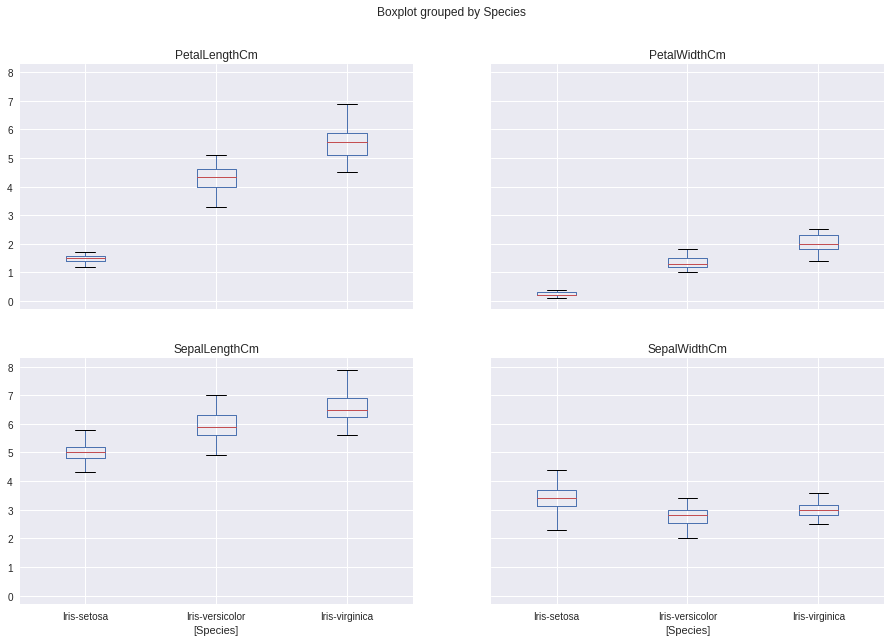 Boxplot grouped by Species
PetalLengthCm
PetalWidthCm
8
7
6
5
4
3
2
1
0
SepalLengthCm
SepalWidthCm
8
7
6
5
4
3
2
1
0
Iris-setosa
Iris-versicolor
Iris-virginica
[Species]
Iris-setosa
Iris-versicolor
Iris-virginica
[Species]